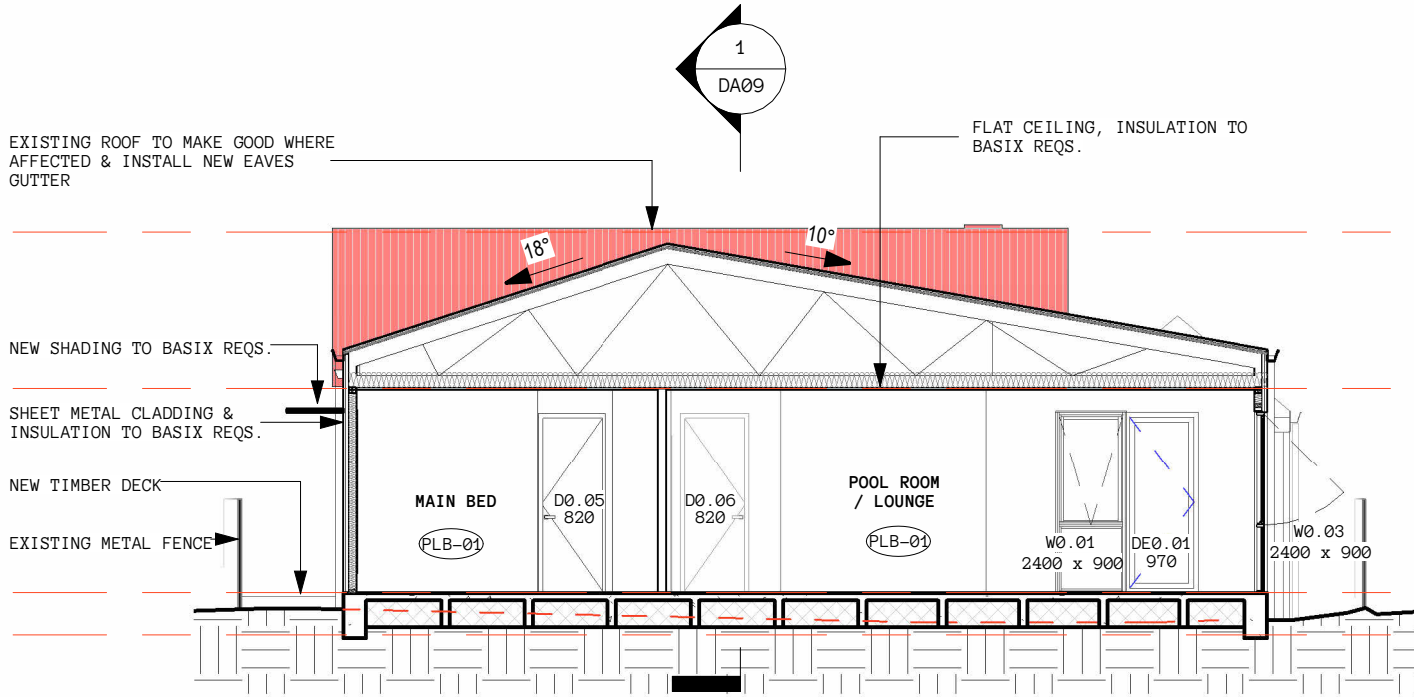 1
DA09
EXISTING ROOF TO MAKE GOOD WHERE
AFFECTED & INSTALL NEW EAVES
GUTTER
FLAT CEILING, INSULATION TO
BASIX REQS.
18°
10°
NEW SHADING TO BASIX REQS.
SHEET METAL CLADDING &
INSULATION TO BASIX REQS.
NEW TIMBER DECK
EXISTING METAL FENCE
MAIN BED
PLB-01
D0.05
820
D0.06
820
POOL ROOM
/ LOUNGE
PLB-01
W0.01
2400 x 900
DE0.01
970
W0.03
2400 x 900